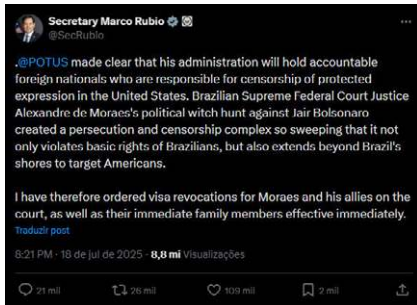 Secretary Marco Rubio
@SecRubio
.@POTUS made clear that his administration will hold accountable
foreign nationals who are responsible for censorship of protected
expression in the United States. Brazilian Supreme Federal Court Justice
Alexandre de Moraes's political witch hunt against Jair Bolsonaro
created a persecution and censorship complex so sweeping that it not
only violates basic rights of Brazilians, but also extends beyond Brazil's
shores to target Americans.
I have therefore ordered visa revocations for Moraes and his allies on the
court, as well as their immediate family members effective immediately.
Traduzir post
8:21 PM · 18 de jul de 2025 · 8,8 mi Visualizações
21 mil 26 mil 109 mil 2 mil